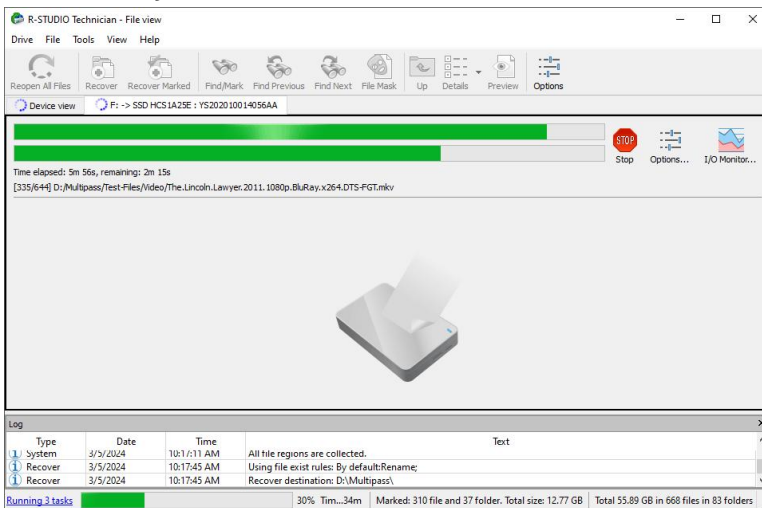 R-STUDIO Technician - File view
Drive File Tools View Help
Reopen All Files Recover Recover Marked Find/Mark Find Previous Find Next File Mask Up Details Preview Options
Device view F: -> SSD HCS1A25E : YS202010014056AA
STOP
Stop Options... I/O Monitor...
Time elapsed: 5m 56s, remaining: 2m 15s
[335/644] D:/Multipass/Test-Files/Video/The.Lincoln.Lawyer.2011.1080p.BluRay.x264.DTS-FGT.mkv
Log
Type Date Time Text
System 3/5/2024 10:17:11 AM All file regions are collected.
Recover 3/5/2024 10:17:45 AM Using file exist rules: By default:Rename;
Recover 3/5/2024 10:17:45 AM Recover destination: D:\Multipass\
Running 3 tasks 30% Tim...34m Marked: 310 file and 37 folder. Total size: 12.77 GB Total 55.89 GB in 668 files in 83 folders